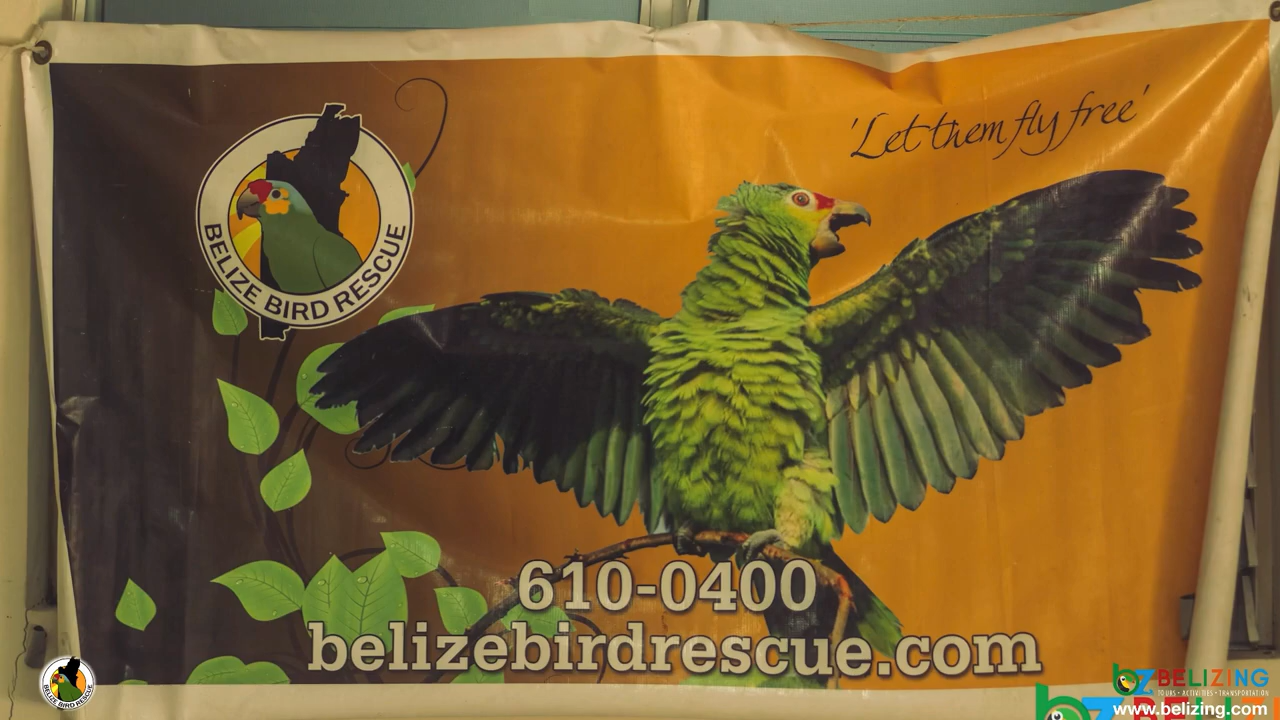 'Let them fly free'
BELIZE BIRD RESCUE
610-0400
belizebirdrescue.com
BELIZING
TOURS • ACTIVITIES • TRANSPORTATION
www.belizing.com